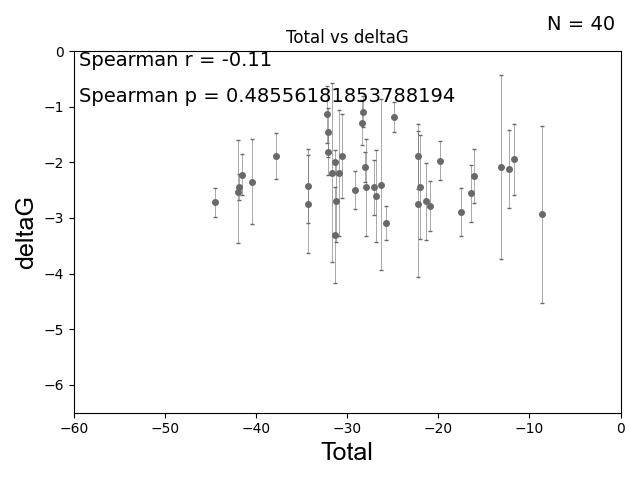 N = 40
Total vs deltaG
Spearman r = -0.11
Spearman p = 0.48556181853788194
0
−1
−2
−3
−4
−5
−6
deltaG
−60
−50
−40
−30
−20
−10
0
Total